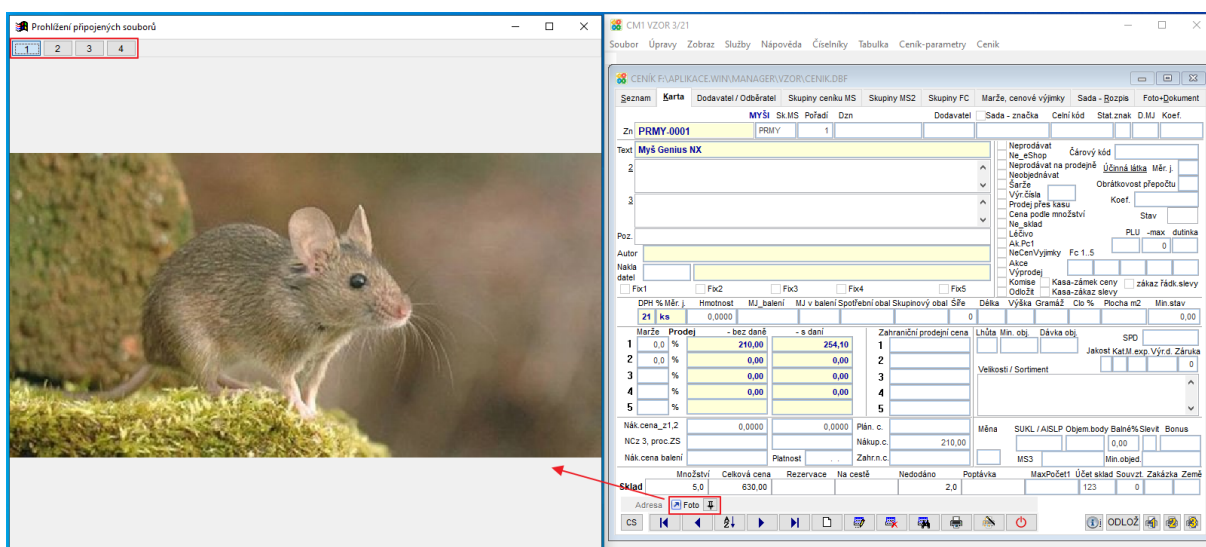 Prohlížení připojených souborů
1 2 3 4
CM1 VZOR 3/21
Soubor Úpravy Zobraz Služby Nápověda Číselníky Tabulka Ceník-parametry Ceník
CENÍK F:\APLIKACE.WIN\MANAGER\VZOR\CENIK.DBF
Seznam Karta Dodavatel / Odběratel Skupiny ceníku MS Skupiny MS2 Skupiny FC Marže, cenové výjimky Sada - Rozpis Foto+Dokument
MYŠI Sk.MS Pořadí Dzn Dodavatel Sada - značka Celní kód Stat.znak D.MJ Koef.
Zn PRMY-0001 PRMY 1
Text Myš Genius NX
2
3
Poz.
Autor
Nakla
datel
Neprodávat
Ne_eShop Čárový kód
Neprodávat na prodejně Účinná látka Měr. j.
Neobjednávat
Šarže Obrátkovost přepočtu
Výr.čísla Koef.
Prodej přes kasu
Cena podle množství Stav
Ne_sklad
Léčivo PLU -max dutinka
Ak.Pc1 0
NeCenVyjimky Fc 1..5
Akce
Výprodej
Komise Kasa-zámek ceny zákaz řádk.slevy
Odložit Kasa-zákaz slevy
Fix1 Fix2 Fix3 Fix4 Fix5
DPH % Měr. j. Hmotnost MJ_balení MJ v balení Spotřební obal Skupinový obal Šíře Délka Výška Gramáž Clo % Plocha m2 Min.stav
21 ks 0,0000 0 0,00
Marže Prodej - bez daně - s daní Zahraniční prodejní cena Lhůta Min. obj. Dávka obj. SPD
1 0,0 % 210,00 254,10 1
Jakost Kat.M.exp. Výr.d. Záruka
2 0,0 % 0,00 0,00 2 0
Velikosti / Sortiment
3 % 0,00 0,00 3
4 % 0,00 0,00 4
5 % 5
Nák.cena_z1,2 0,0000 0,0000 Plán. c. Měna SUKL / AISLP Objem.body Balné% Slevit Bonus
NCz 3, proc.ZS Nákup.c. 210,00 0,00
Nák.cena balení Platnost . . Zahr.n.c. MS3 Min.objed.
Množství Celková cena Rezervace Na cestě Nedodáno Poptávka MaxPočet1 Účet sklad Souvzt. Zakázka Země
Sklad 5,0 630,00 2,0 123 0
Adresa Foto
CS ODLOŽ